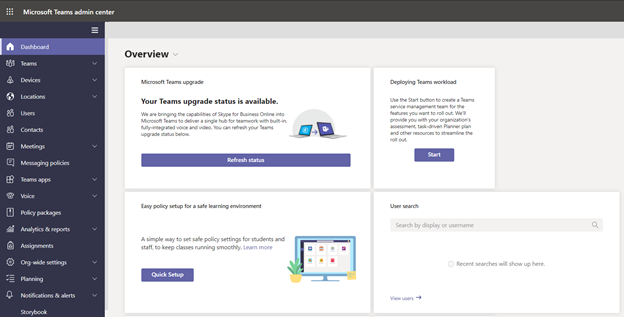 Microsoft Teams admin center
Dashboard
Teams
Devices
Locations
Users
Contacts
Meetings
Messaging policies
Teams apps
Voice
Policy packages
Analytics & reports
Assignments
Org-wide settings
Planning
Notifications & alerts
Storybook
Overview
Microsoft Teams upgrade
Your Teams upgrade status is available.
We are bringing the capabilities of Skype for Business Online into
Microsoft Teams to deliver a single hub for teamwork with built-in,
fully-integrated voice and video. You can refresh your Teams
upgrade status below.
Refresh status
Deploying Teams workload
Use the Start button to create a Teams
service management team for the
features you want to roll out. We'll
provide you with your organization's
assessment, task-driven Planner plan
and other resources to streamline the
roll out.
Start
Easy policy setup for a safe learning environment
A simple way to set safe policy settings for students and
staff, to keep classes running smoothly. Learn more
Quick Setup
User search
Search by display or username
Recent searches will show up here.
View users